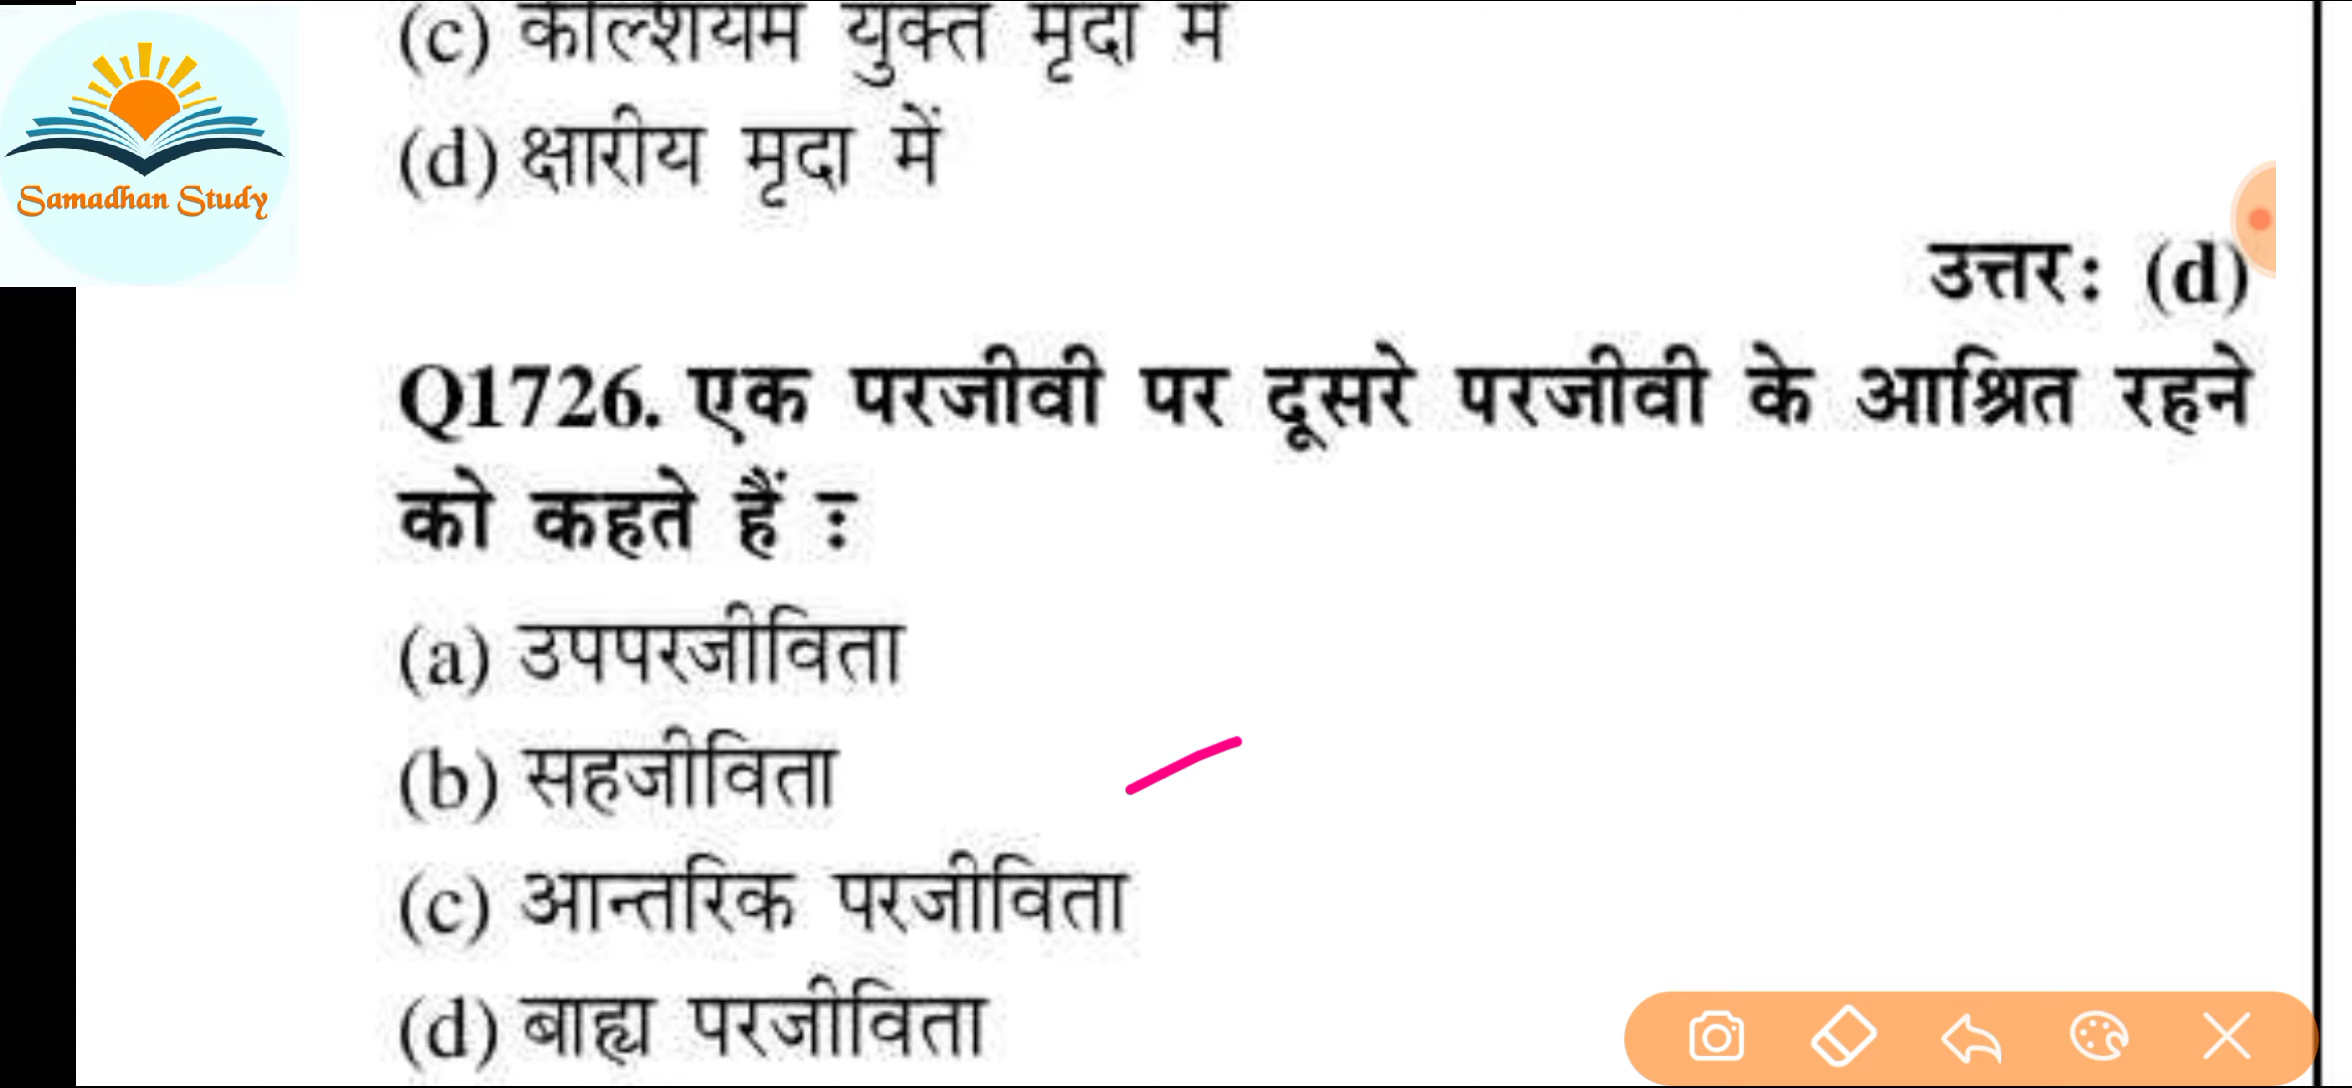 (c) कैल्शियम युक्त मृदा में
(d) क्षारीय मृदा में
Samadhan Study
उत्तरः (d)
Q1726. एक परजीवी पर दूसरे परजीवी के आश्रित रहने
को कहते हैं ः
(a) उपपरजीविता
(b) सहजीविता
(c) आन्तरिक परजीविता
(d) बाह्य परजीविता